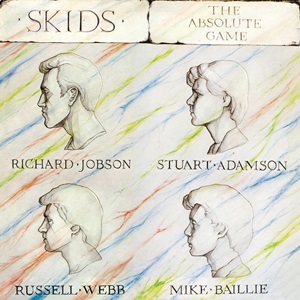 ·SKIDS·
THE
ABSOLUTE
GAME
RICHARD·JOBSON
STUART·ADAMSON
RUSSELL·WEBB
MIKE·BAILLIE